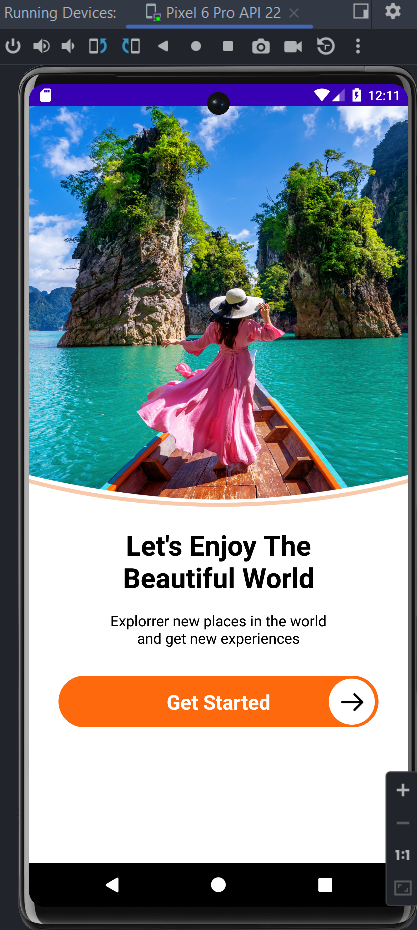 Running Devices:
Pixel 6 Pro API 22
12:11
Let's Enjoy The
Beautiful World
Explorrer new places in the world
and get new experiences
Get Started
1:1